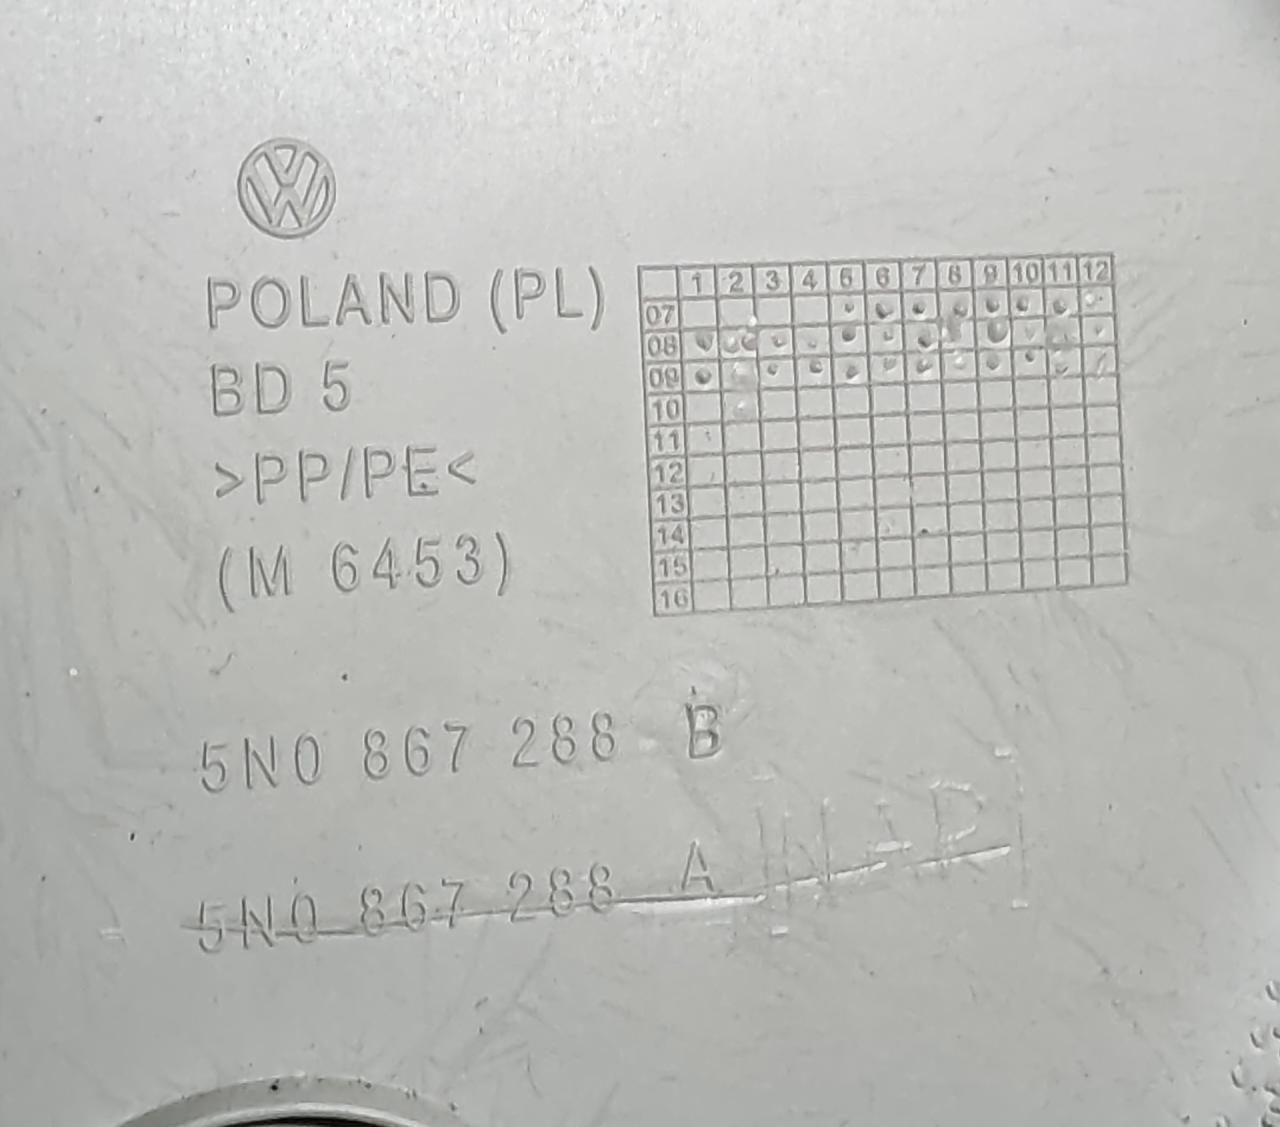 POLAND (PL)
BD 5
>PP/PE<
(M 6453)
1 2 3 4 5 6 7 8 9 10 11 12
07
08
09
10
11
12
13
14
15
16
5N0 867 288 B
5N0 867 288 A